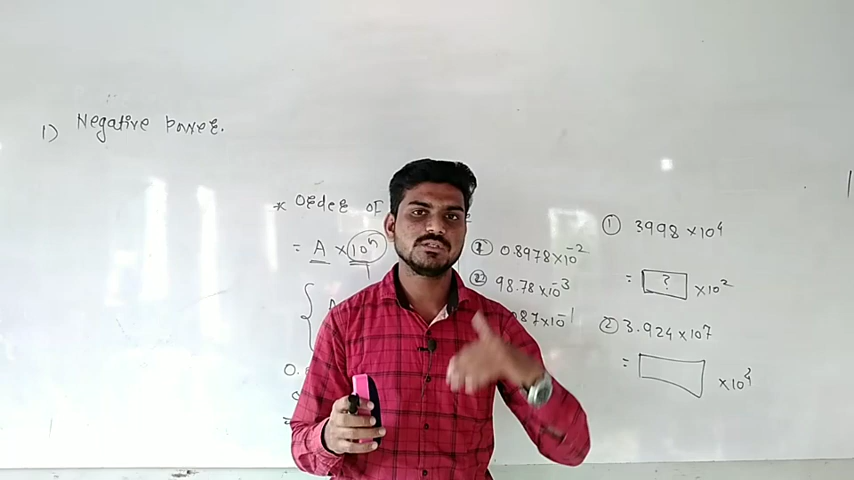 1) Negative Power.
* Order of
= A × 10ⁿ
0.
① 0.8978×10⁻²
② 98.78×10⁻³
87×10⁻¹
① 3998×10⁴
= ? ×10²
② 3.924×10⁷
=